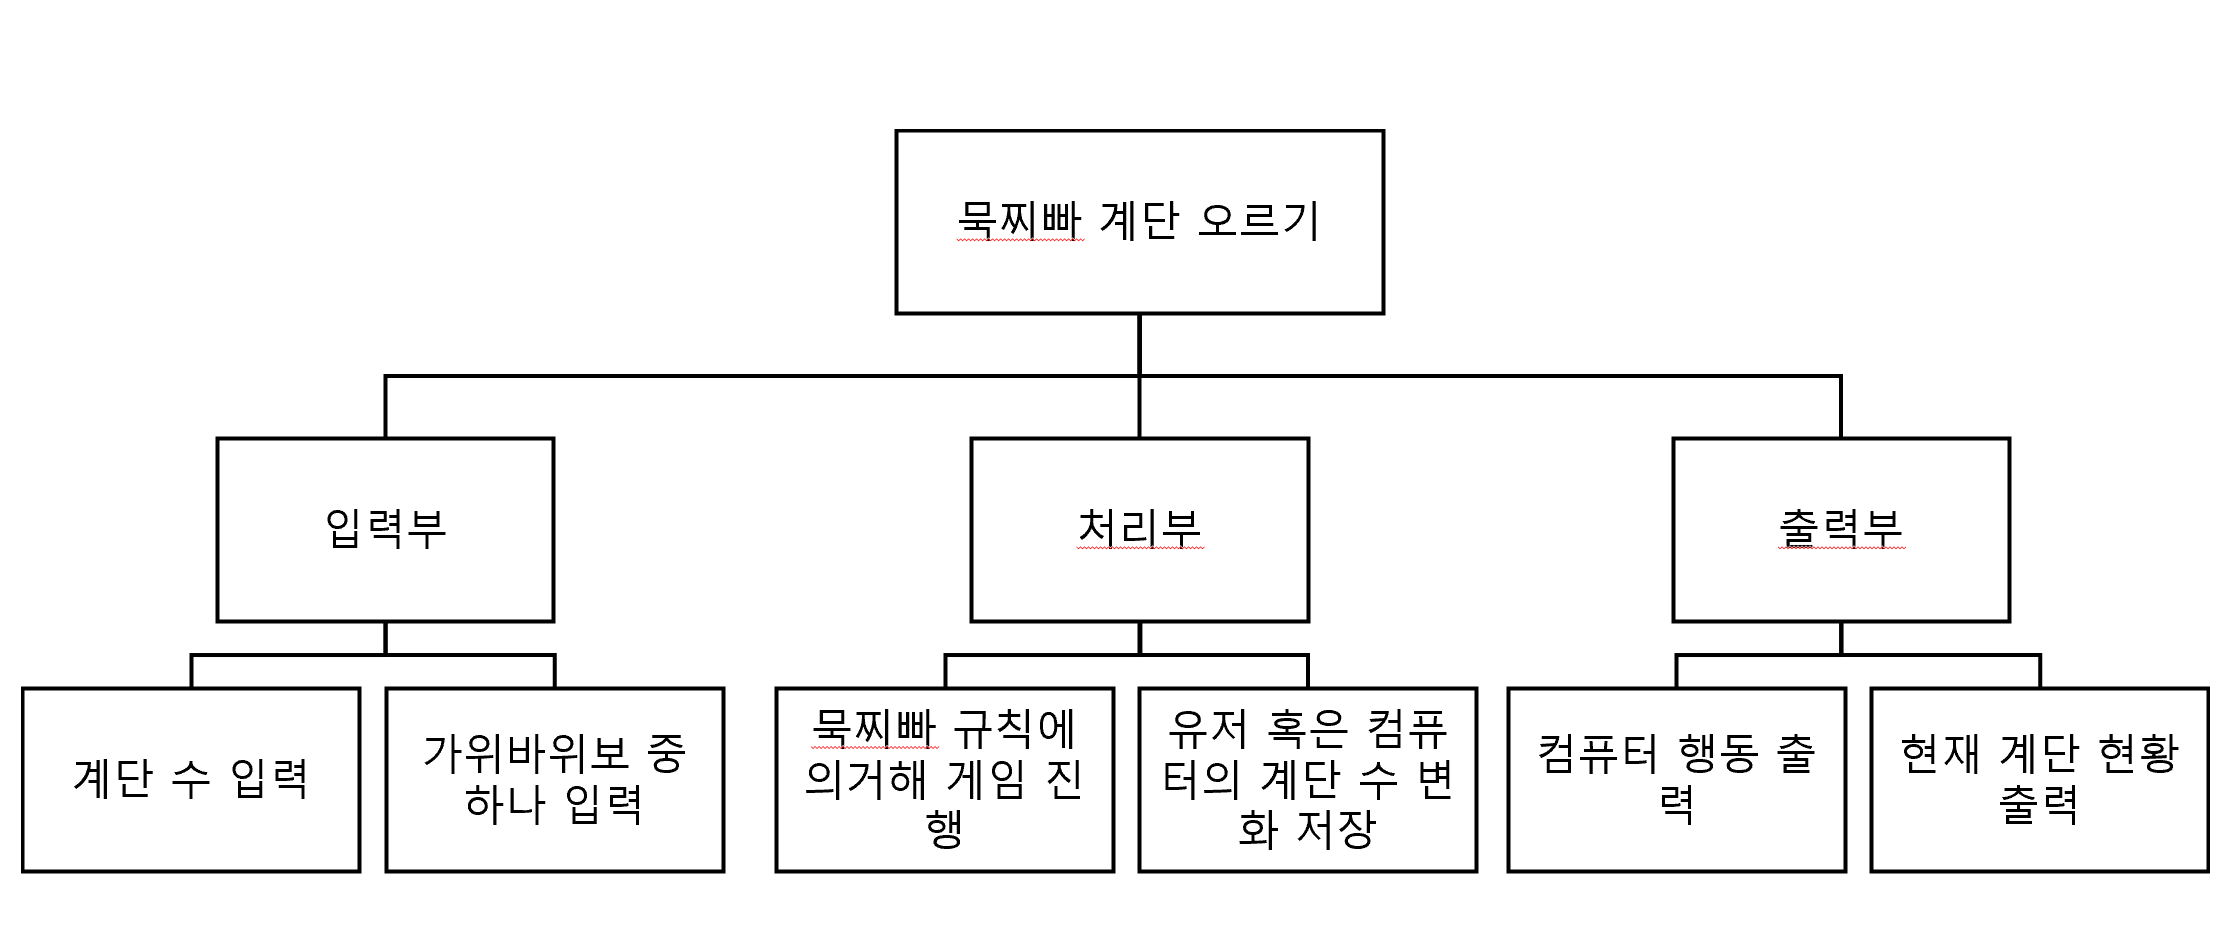 묵찌빠 계단 오르기
입력부
처리부
출력부
계단 수 입력
가위바위보 중
하나 입력
묵찌빠 규칙에
의거해 게임 진
행
유저 혹은 컴퓨
터의 계단 수 변
화 저장
컴퓨터 행동 출
력
현재 계단 현황
출력